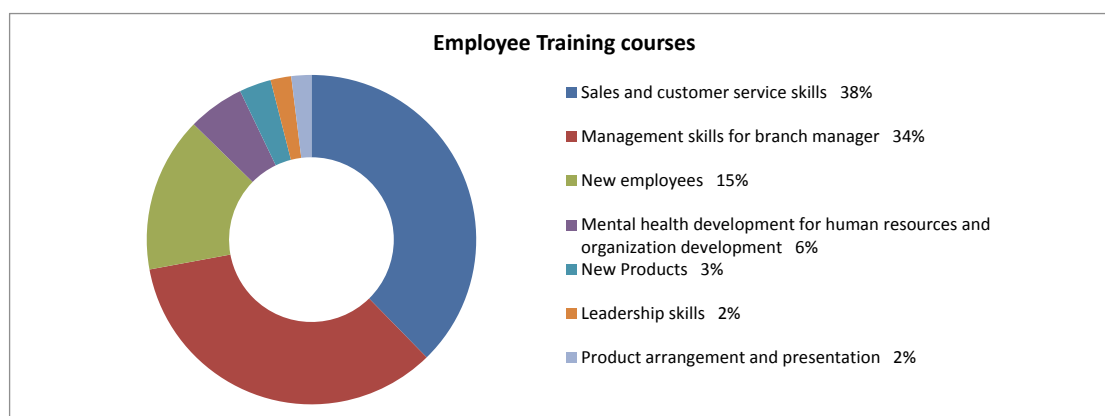 Employee Training courses
Sales and customer service skills 38%
Management skills for branch manager 34%
New employees 15%
Mental health development for human resources and
organization development 6%
New Products 3%
Leadership skills 2%
Product arrangement and presentation 2%